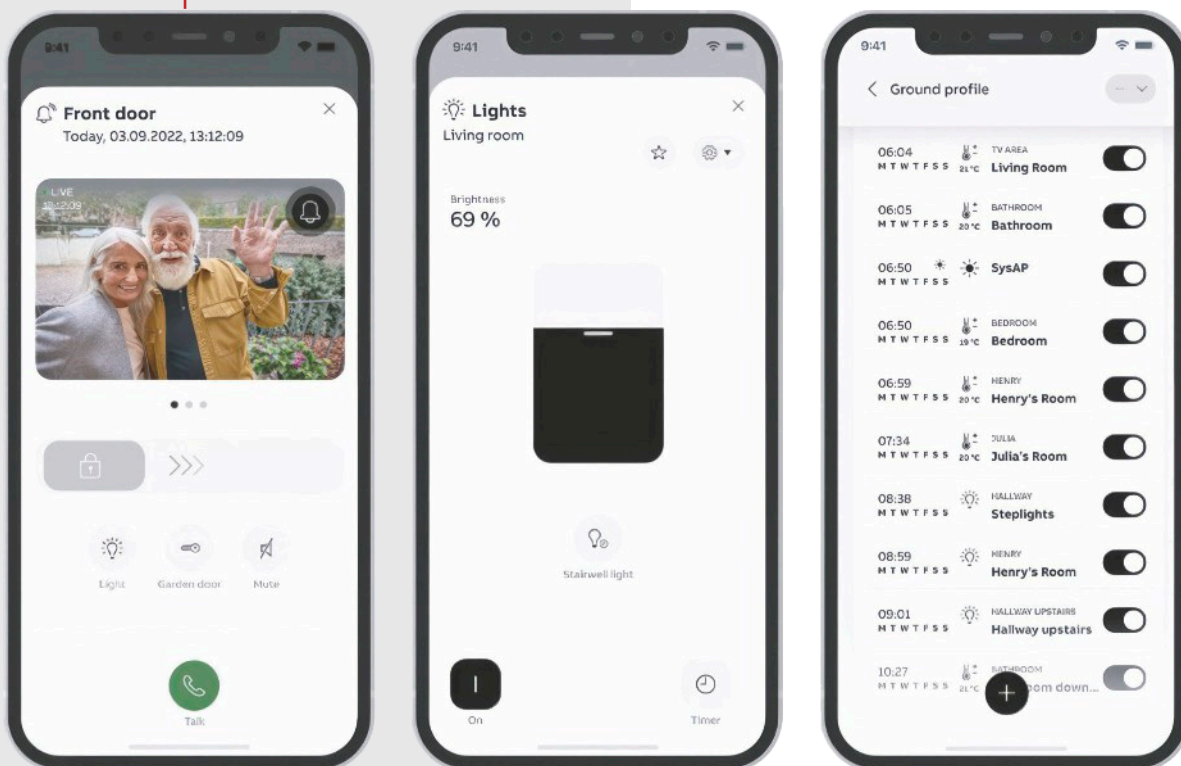 9:41
Front door
Today, 03.09.2022, 13:12:09
LIVE
13:12:09
Light
Garden door
Mute
Talk
9:41
Lights
Living room
Brightness
69 %
Stairwell light
On
Timer
9:41
Ground profile
06:04
TV AREA
M T W T F S S
21 °C
Living Room
06:05
BATHROOM
M T W T F S S
20 °C
Bathroom
06:50
SysAP
M T W T F S S
06:50
BEDROOM
M T W T F S S
19 °C
Bedroom
06:59
HENRY
M T W T F S S
20 °C
Henry's Room
07:34
JULIA
M T W T F S S
20 °C
Julia's Room
08:38
HALLWAY
M T W T F S S
Steplights
08:59
HENRY
M T W T F S S
Henry's Room
09:01
HALLWAY UPSTAIRS
M T W T F S S
Hallway upstairs
10:27
BATHROOM
M T W T F S S
21 °C
oom down...